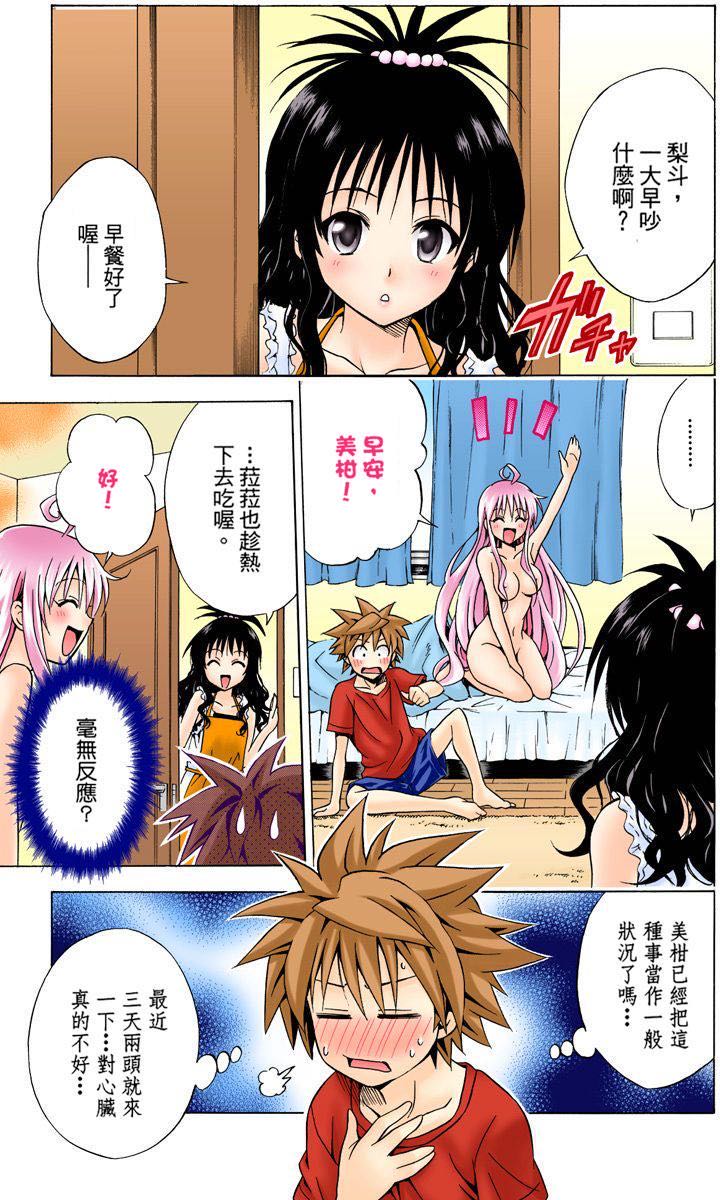 梨斗，
一大早吵
什麼啊？
ガチャ
早餐好了
喔——
………
早安，
美柑！
…菈菈也趁熱
下去吃喔。
好！
毫無反應？
美柑已經把這
種事當作一般
狀況了嗎…
最近
三天兩頭就來
一下…對心臟
真的不好…